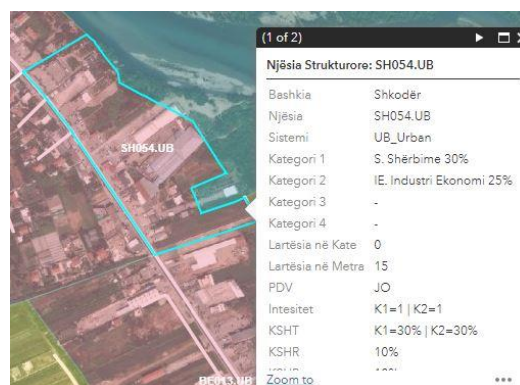 (1 of 2)
Njësia Strukturore: SH054.UB
Bashkia Shkodër
Njësia SH054.UB
Sistemi UB_Urban
Kategori 1 S. Shërbime 30%
Kategori 2 IE. Industri Ekonomi 25%
Kategori 3 -
Kategori 4 -
Lartësia në Kate 0
Lartësia në Metra 15
PDV JO
Intesitet K1=1 | K2=1
KSHT K1=30% | K2=30%
KSHR 10%
Zoom to
SH054.UB